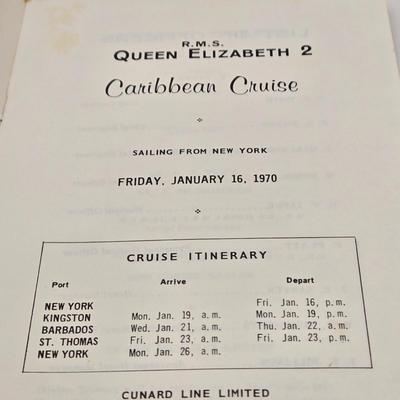 R.M.S.
QUEEN ELIZABETH 2
Caribbean Cruise
SAILING FROM NEW YORK
FRIDAY, JANUARY 16, 1970
CRUISE ITINERARY
Port Arrive Depart
NEW YORK Fri. Jan. 16, p.m.
KINGSTON Mon. Jan. 19, a.m. Mon. Jan. 19, p.m.
BARBADOS Wed. Jan. 21, a.m. Thu. Jan. 22, a.m.
ST. THOMAS Fri. Jan. 23, a.m. Fri. Jan. 23, p.m.
NEW YORK Mon. Jan. 26, a.m.
CUNARD LINE LIMITED